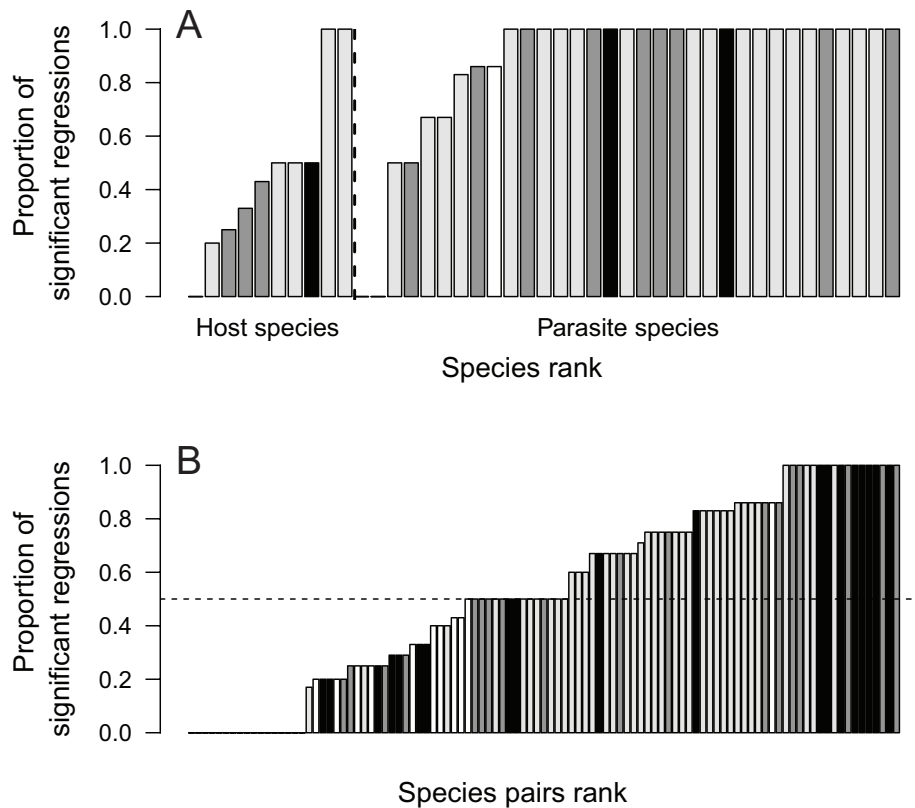 A
Proportion of
significant regressions
1.0
0.8
0.6
0.4
0.2
0.0
Host species
Parasite species
Species rank
B
Proportion of
significant regressions
1.0
0.8
0.6
0.4
0.2
0.0
Species pairs rank